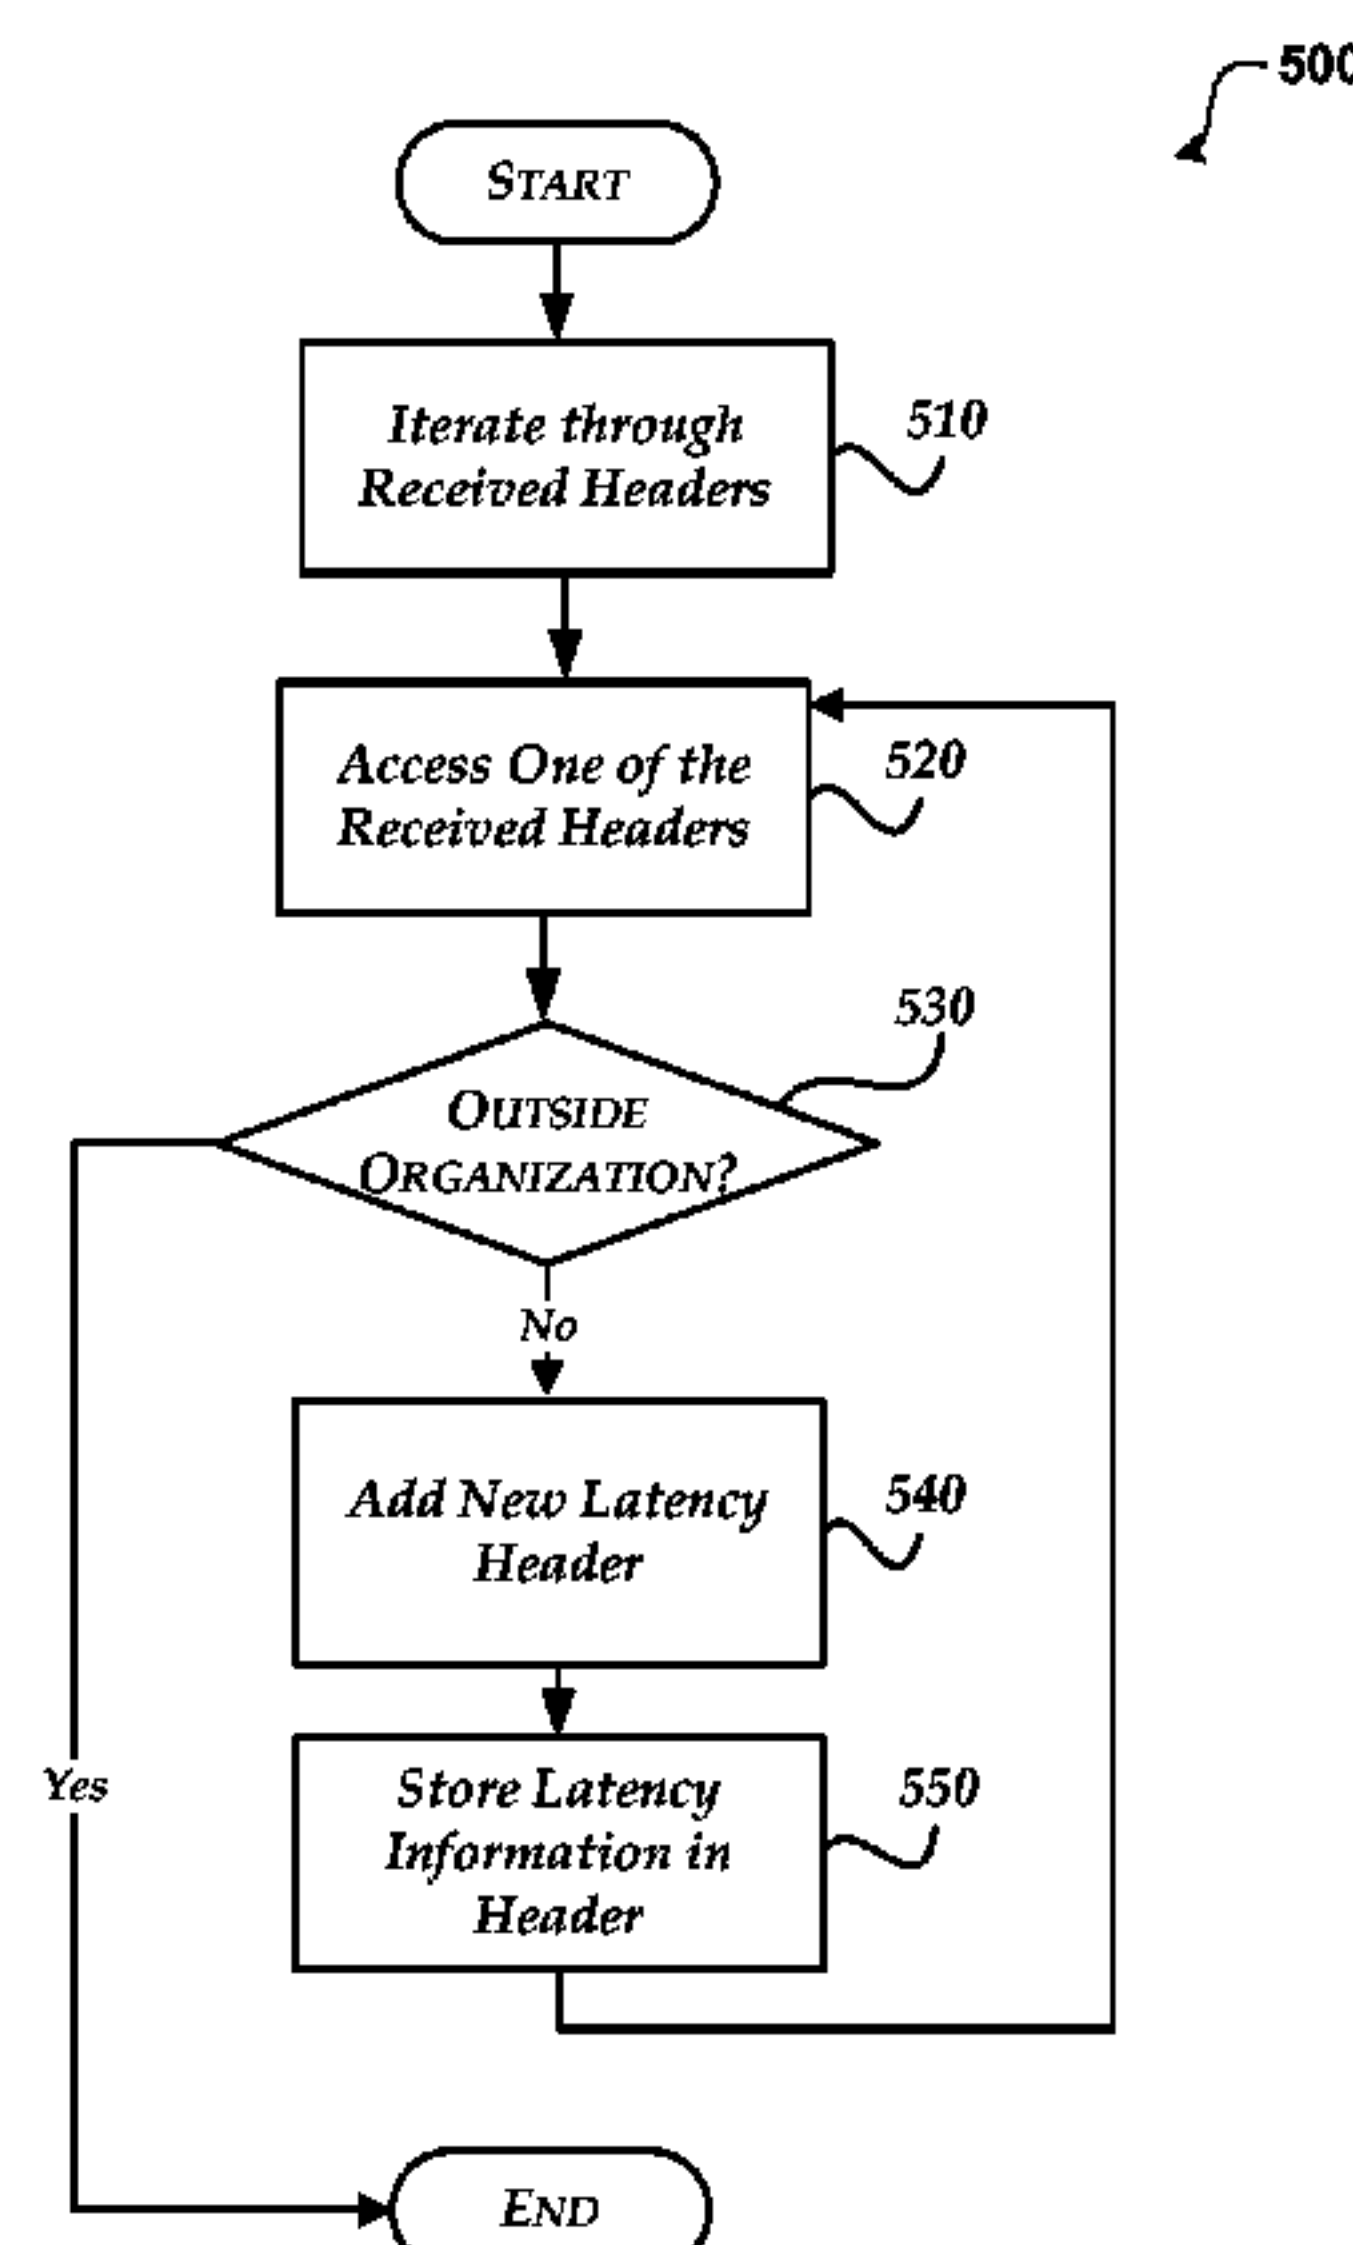 500
START
Iterate through
Received Headers
510
Access One of the
Received Headers
520
530
OUTSIDE
ORGANIZATION?
No
Add New Latency
Header
540
Yes
Store Latency
Information in
Header
550
END